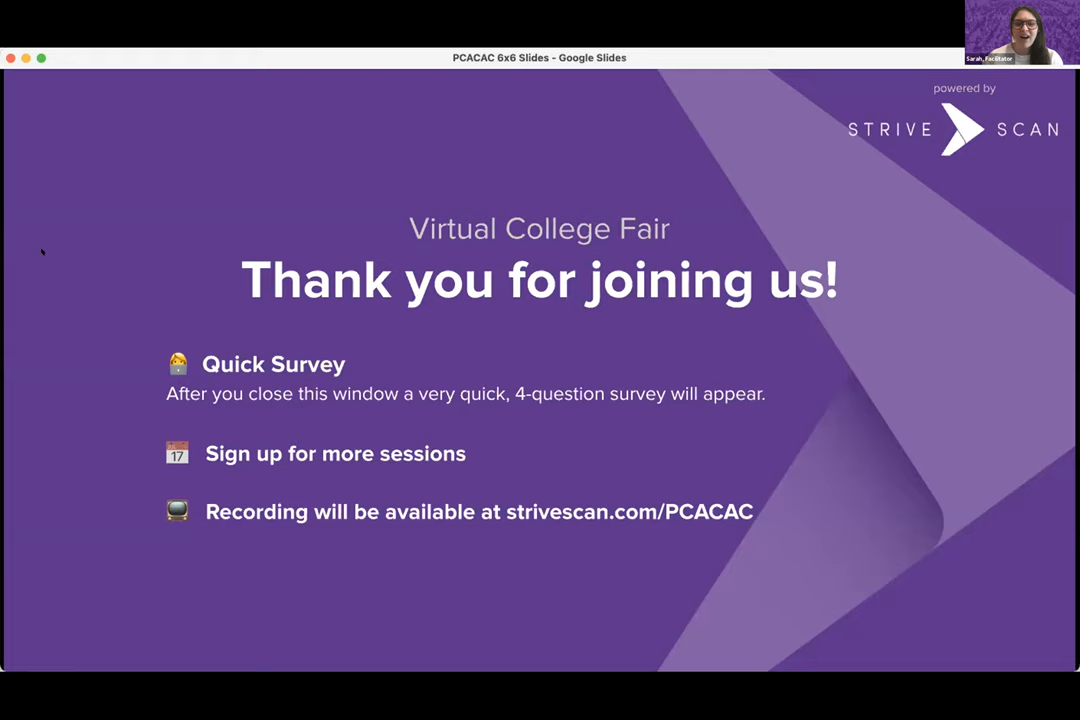 PCACAC 6x6 Slides - Google Slides
Sarah, Facilitator
powered by
STRIVE SCAN
Virtual College Fair
Thank you for joining us!
Quick Survey
After you close this window a very quick, 4-question survey will appear.
17 Sign up for more sessions
Recording will be available at strivescan.com/PCACAC